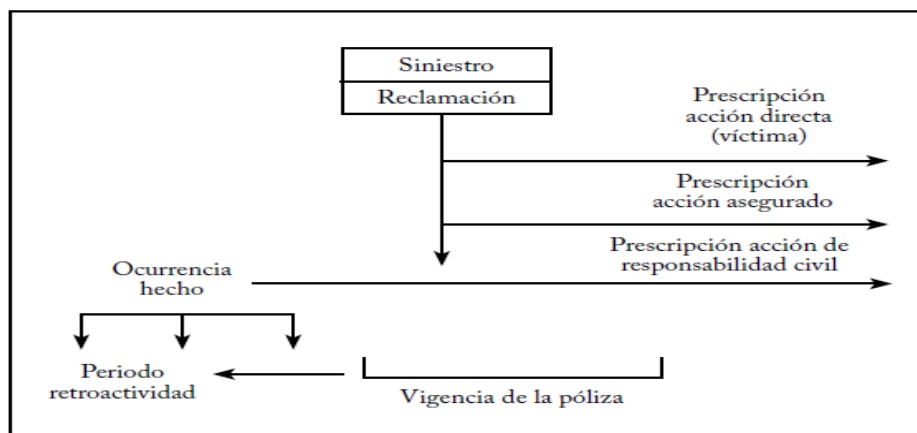 Siniestro
Reclamación
Prescripción
acción directa
(víctima)
Prescripción
acción asegurado
Prescripción acción de
responsabilidad civil
Ocurrencia
hecho
Periodo
retroactividad
Vigencia de la póliza